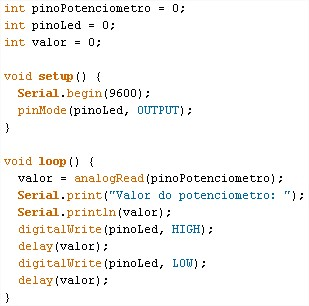 int pinoPotenciometro = 0;
int pinoLed = 0;
int valor = 0;

void setup() {
  Serial.begin(9600);
  pinMode(pinoLed, OUTPUT);
}

void loop() {
  valor = analogRead(pinoPotenciometro);
  Serial.print("Valor do potenciometro: ");
  Serial.println(valor);
  digitalWrite(pinoLed, HIGH);
  delay(valor);
  digitalWrite(pinoLed, LOW);
  delay(valor);
}